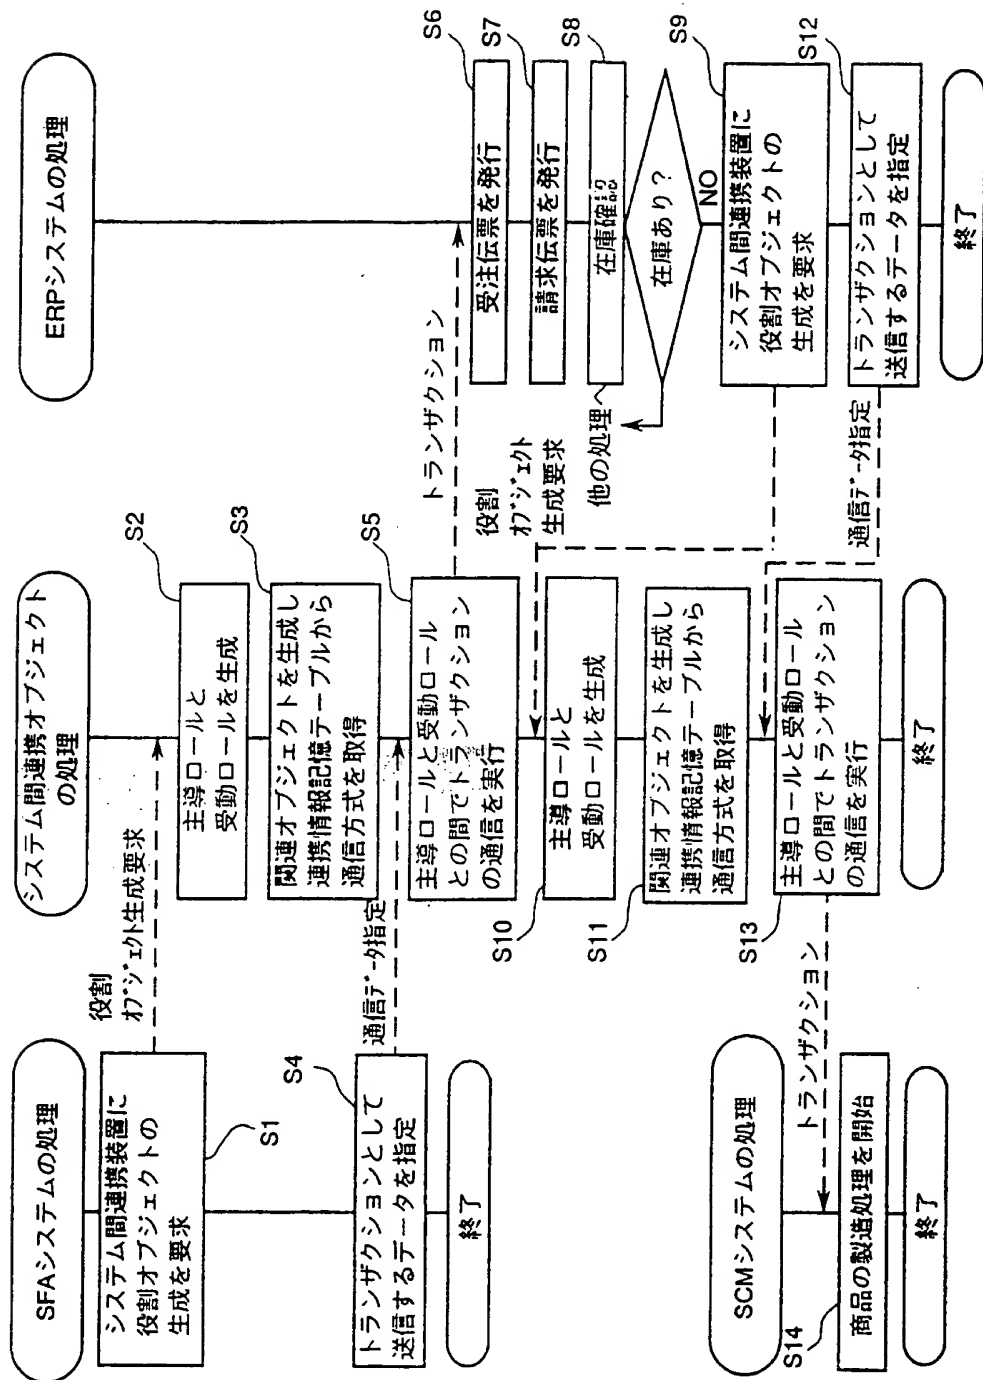 SFAシステムの処理
システム間連携装置に
役割オブジェクトの
生成を要求
S1
役割
オブジェクト生成要求
トランザクションとして
送信するデータを指定
S4
通信データ指定
終了
システム間連携オブジェクト
の処理
主導ロールと
受動ロールを生成
S2
関連オブジェクトを生成し
連携情報記憶テーブルから
通信方式を取得
S3
主導ロールと受動ロール
との間でトランザクション
の通信を実行
S5
トランザクション
役割
オブジェクト
生成要求
主導ロールと
受動ロールを生成
S10
関連オブジェクトを生成し
連携情報記憶テーブルから
通信方式を取得
S11
主導ロールと受動ロール
との間でトランザクション
の通信を実行
S13
終了
ERPシステムの処理
受注伝票を発行
S6
請求伝票を発行
S7
在庫確認
S8
在庫あり?
NO
他の処理へ
システム間連携装置に
役割オブジェクトの
生成を要求
S9
トランザクションとして
送信するデータを指定
S12
通信データ指定
終了
SCMシステムの処理
トランザクション
商品の製造処理を開始
S14
終了